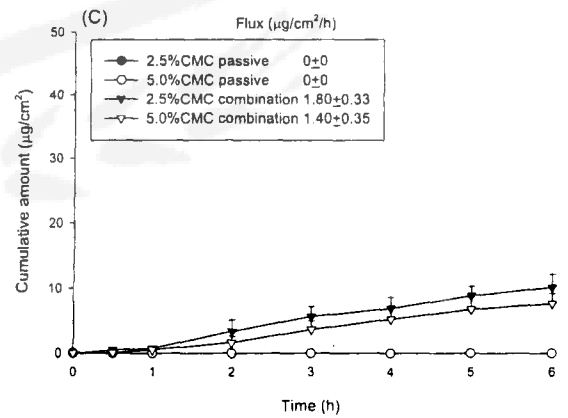 (C)
Flux (µg/cm²/h)
2.5%CMC passive 0±0
5.0%CMC passive 0±0
2.5%CMC combination 1.80±0.33
5.0%CMC combination 1.40±0.35
Cumulative amount (µg/cm²)
50
40
30
20
10
0
0 1 2 3 4 5 6
Time (h)